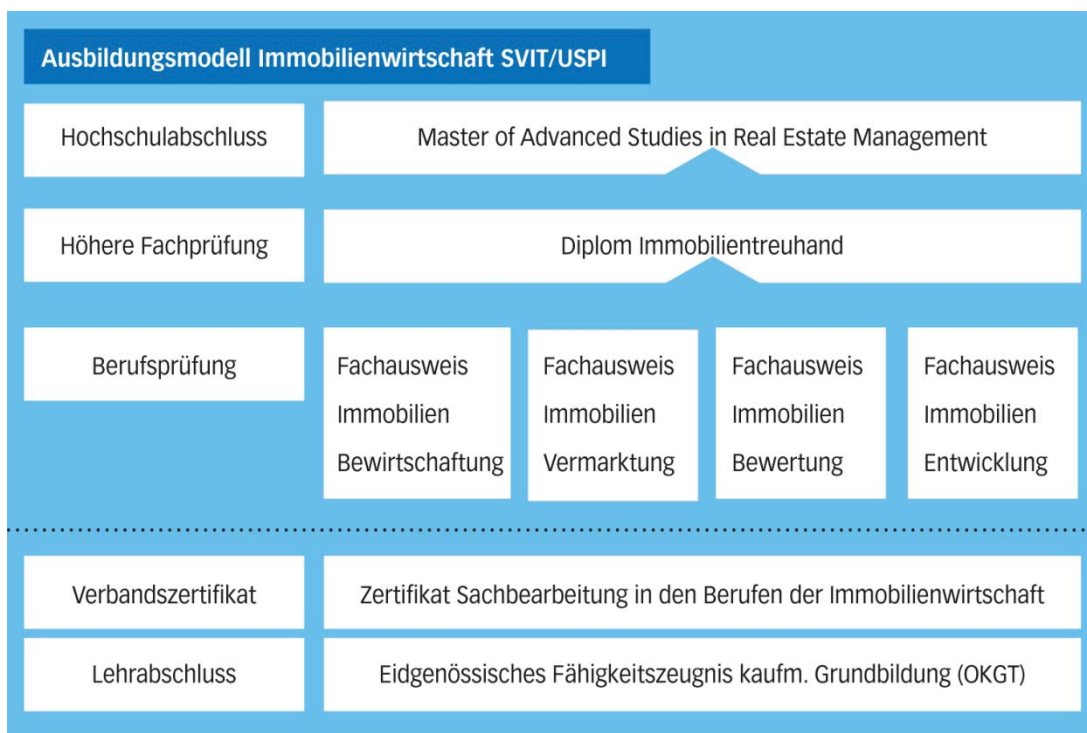 Ausbildungsmodell Immobilienwirtschaft SVIT/USPI
Hochschulabschluss
Master of Advanced Studies in Real Estate Management
Höhere Fachprüfung
Diplom Immobilientreuhand
Berufsprüfung
Fachausweis
Immobilien
Bewirtschaftung
Fachausweis
Immobilien
Vermarktung
Fachausweis
Immobilien
Bewertung
Fachausweis
Immobilien
Entwicklung
Verbandszertifikat
Zertifikat Sachbearbeitung in den Berufen der Immobilienwirtschaft
Lehrabschluss
Eidgenössisches Fähigkeitszeugnis kaufm. Grundbildung (OKGT)